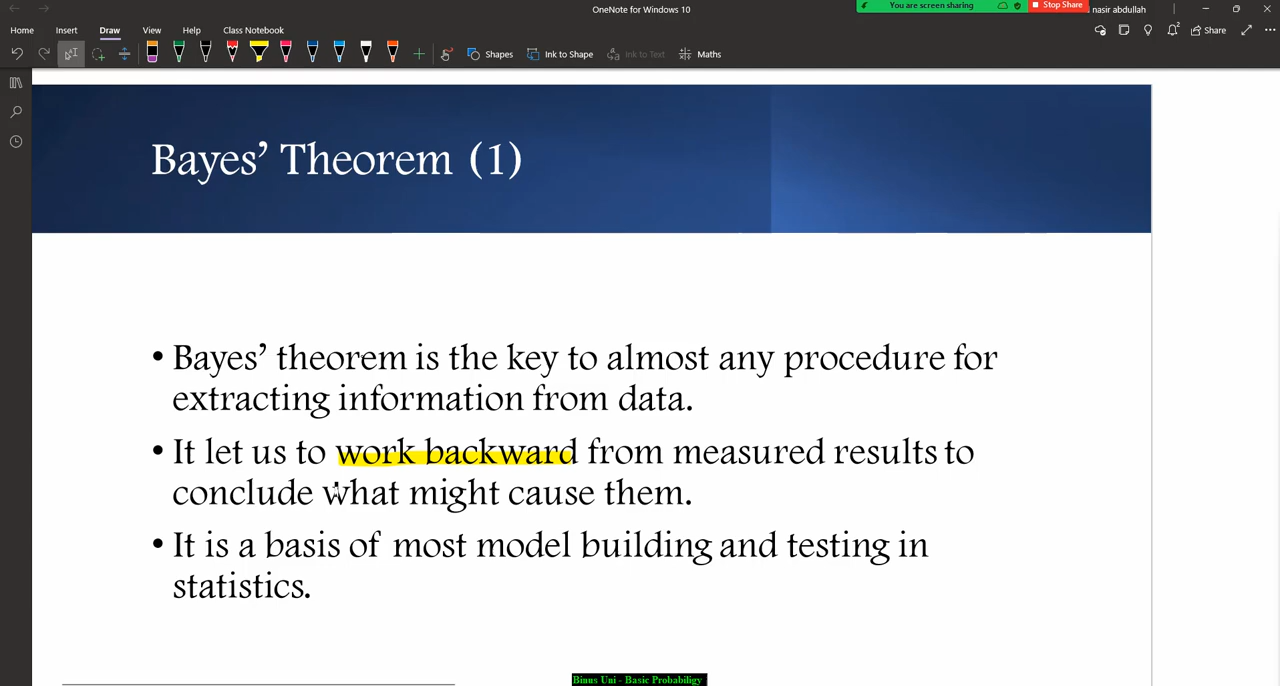 OneNote for Windows 10
You are screen sharing
Stop Share
nasir abdullah
Home Insert Draw View Help Class Notebook
Share
Shapes Ink to Shape Ink to Text Maths
Bayes’ Theorem (1)
• Bayes’ theorem is the key to almost any procedure for
extracting information from data.
• It let us to work backward from measured results to
conclude what might cause them.
• It is a basis of most model building and testing in
statistics.
Binus Uni - Basic Probabiligy